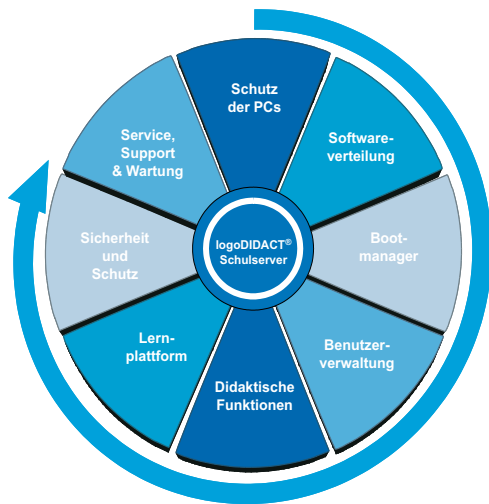 Schutz
der PCs
Software-
verteilung
Boot-
manager
Benutzer-
verwaltung
Didaktische
Funktionen
Lern-
plattform
Sicherheit
und
Schutz
Service,
Support
& Wartung
logoDIDACT®
Schulserver